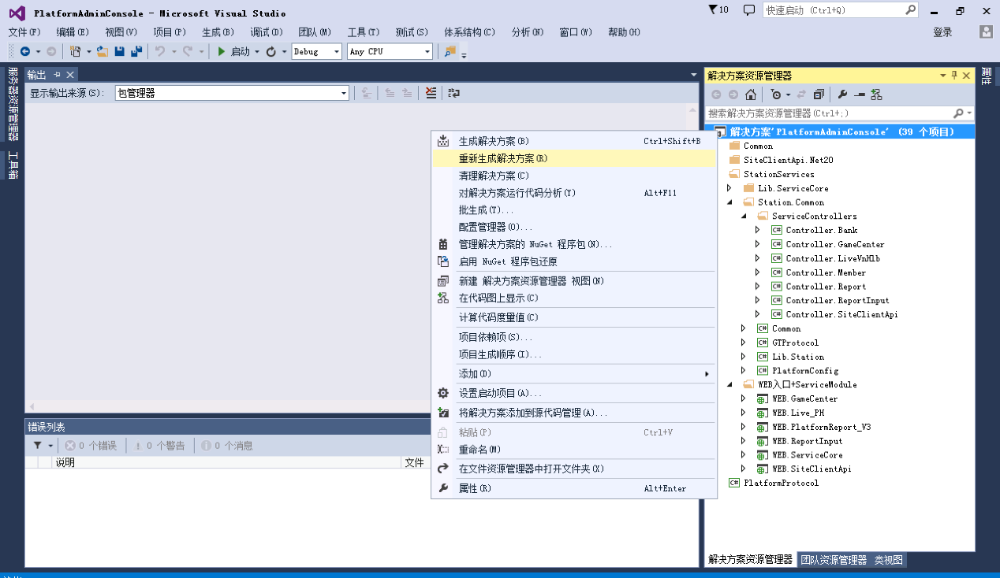 PlatformAdminConsole - Microsoft Visual Studio
10
快速启动 (Ctrl+Q)
文件(F) 编辑(E) 视图(V) 项目(P) 生成(B) 调试(D) 团队(M) 工具(T) 测试(S) 体系结构(C) 分析(N) 窗口(W) 帮助(H)
登录
启动 Debug Any CPU
服务器资源管理器
工具箱
输出
显示输出来源(S): 包管理器
生成解决方案(B) Ctrl+Shift+B
重新生成解决方案(R)
清理解决方案(C)
对解决方案运行代码分析(Y) Alt+F11
批生成(T)...
配置管理器(O)...
管理解决方案的 NuGet 程序包(N)...
启用 NuGet 程序包还原
新建 解决方案资源管理器 视图(N)
在代码图上显示(C)
计算代码度量值(C)
项目依赖项(S)...
项目生成顺序(I)...
添加(D)
设置启动项目(A)...
将解决方案添加到源代码管理(A)...
粘贴(P) Ctrl+V
重命名(M)
在文件资源管理器中打开文件夹(X)
属性(R) Alt+Enter
错误列表
0 个错误 0 个警告 0 个消息
说明 文件
解决方案资源管理器
搜索解决方案资源管理器(Ctrl+;)
解决方案'PlatformAdminConsole' (39 个项目)
Common
SiteClientApi.Net20
StationServices
Lib.ServiceCore
Station.Common
ServiceControllers
C# Controller.Bank
C# Controller.GameCenter
C# Controller.LiveVnHlb
C# Controller.Member
C# Controller.Report
C# Controller.ReportInput
C# Controller.SiteClientApi
C# Common
C# GTProtocol
C# Lib.Station
C# PlatformConfig
WEB入口+ServiceModule
WEB.GameCenter
WEB.Live_PH
WEB.PlatformReport_V3
WEB.ReportInput
WEB.ServiceCore
WEB.SiteClientApi
C# PlatformProtocol
解决方案资源管理器 团队资源管理器 类视图
属性